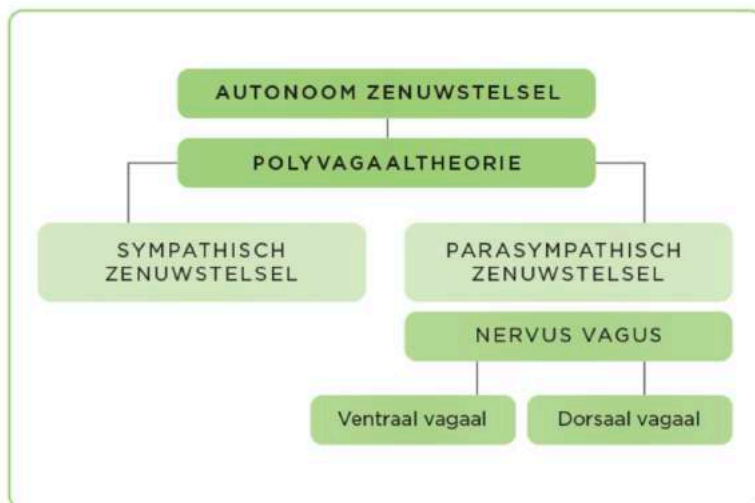 AUTONOOM ZENUWSTELSEL
POLYVAGAALTHEORIE
SYMPATHISCH
ZENUWSTELSEL
PARASYMPATHISCH
ZENUWSTELSEL
NERVUS VAGUS
Ventraal vagaal
Dorsaal vagaal